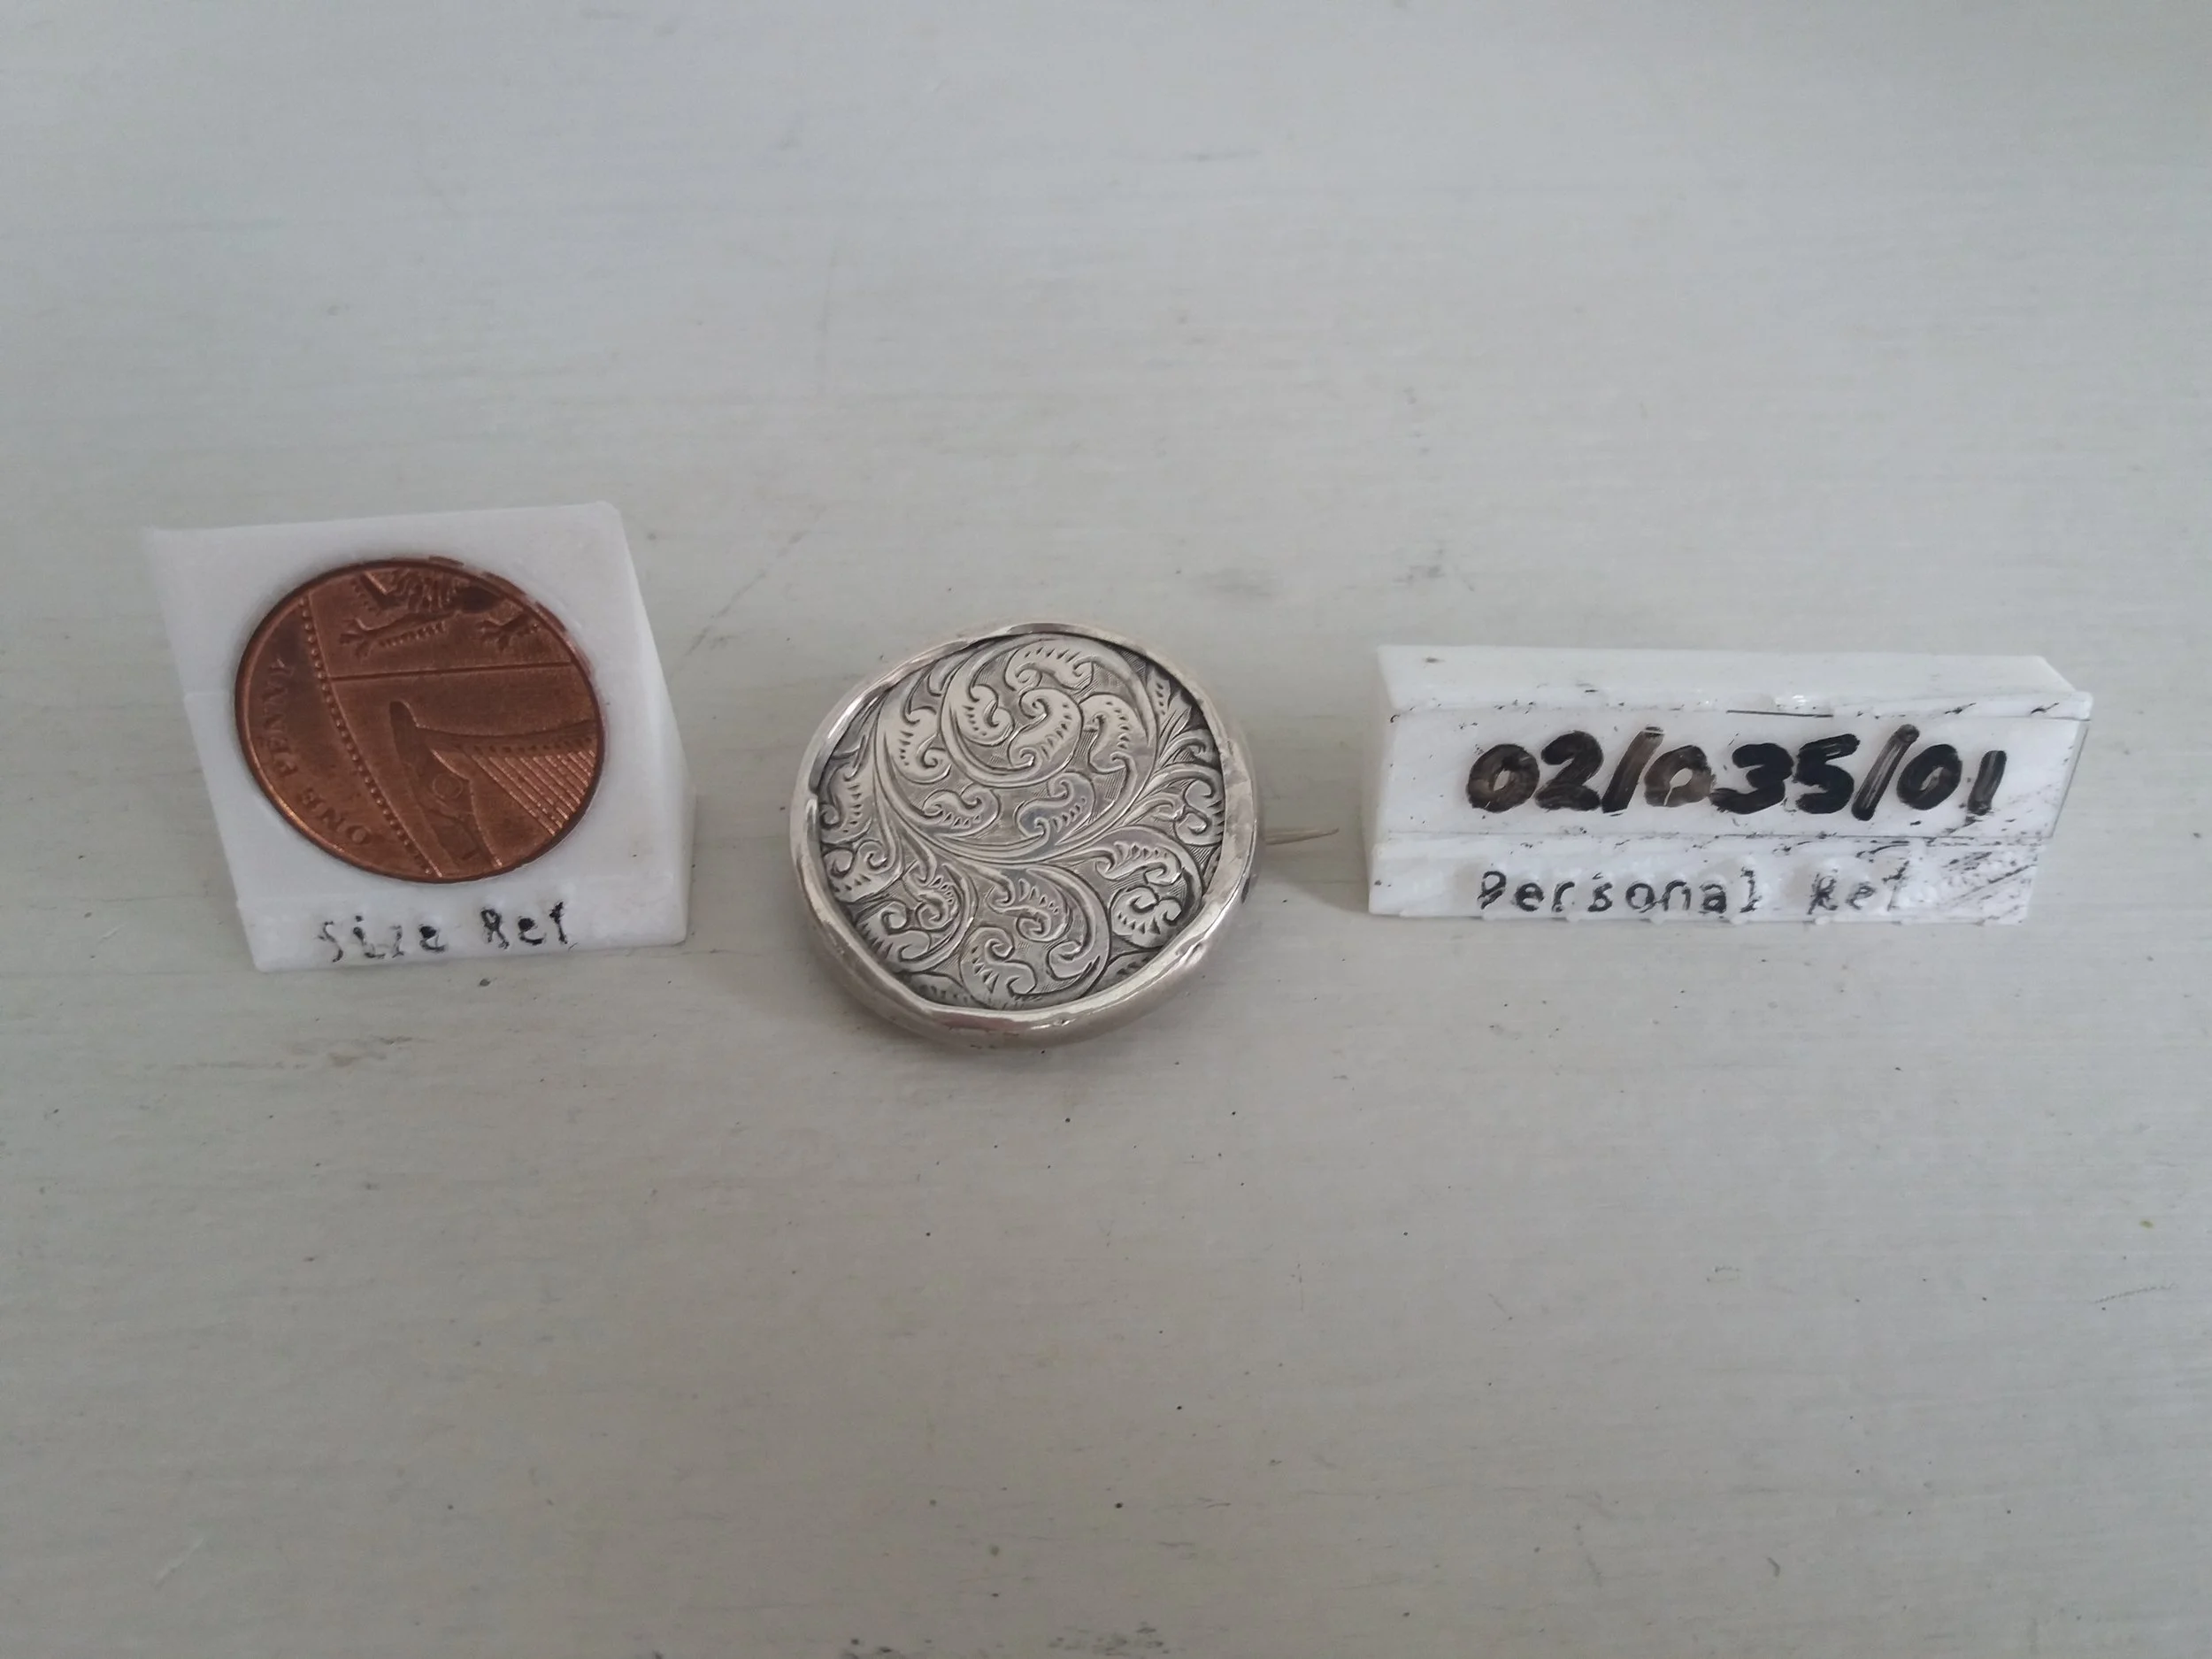 ONE PENNY
Size Ref
02/035/01
Personal Ref